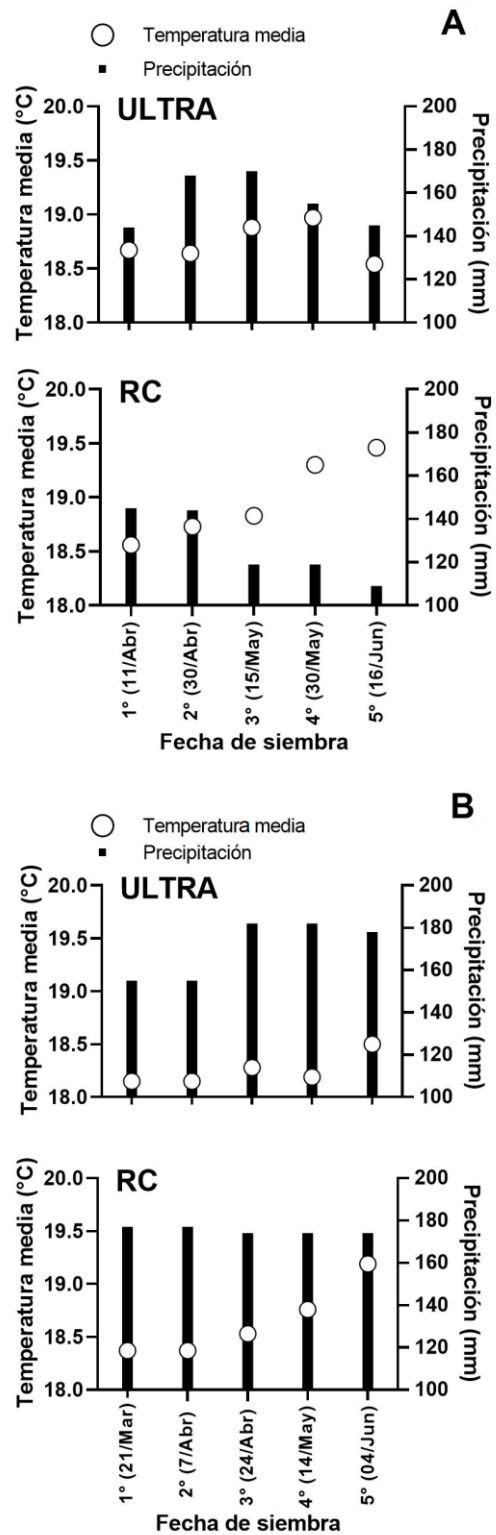 A
Temperatura media
Precipitación
ULTRA
Temperatura media (°C)
20.0
19.5
19.0
18.5
18.0
Precipitación (mm)
200
180
160
140
120
100
RC
Temperatura media (°C)
20.0
19.5
19.0
18.5
18.0
Precipitación (mm)
200
180
160
140
120
100
1° (11/Abr)
2° (30/Abr)
3° (15/May)
4° (30/May)
5° (16/Jun)
Fecha de siembra
B
Temperatura media
Precipitación
ULTRA
Temperatura media (°C)
20.0
19.5
19.0
18.5
18.0
Precipitación (mm)
200
180
160
140
120
100
RC
Temperatura media (°C)
20.0
19.5
19.0
18.5
18.0
Precipitación (mm)
200
180
160
140
120
100
1° (21/Mar)
2° (7/Abr)
3° (24/Abr)
4° (14/May)
5° (04/Jun)
Fecha de siembra